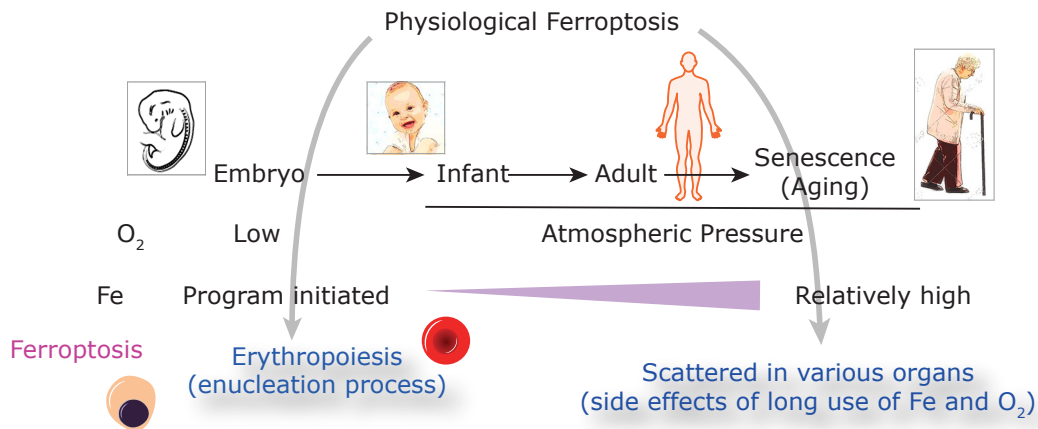 Physiological Ferroptosis
Embryo
Infant
Adult
Senescence
(Aging)
O₂
Low
Atmospheric Pressure
Fe
Program initiated
Relatively high
Ferroptosis
Erythropoiesis
(enucleation process)
Scattered in various organs
(side effects of long use of Fe and O₂)